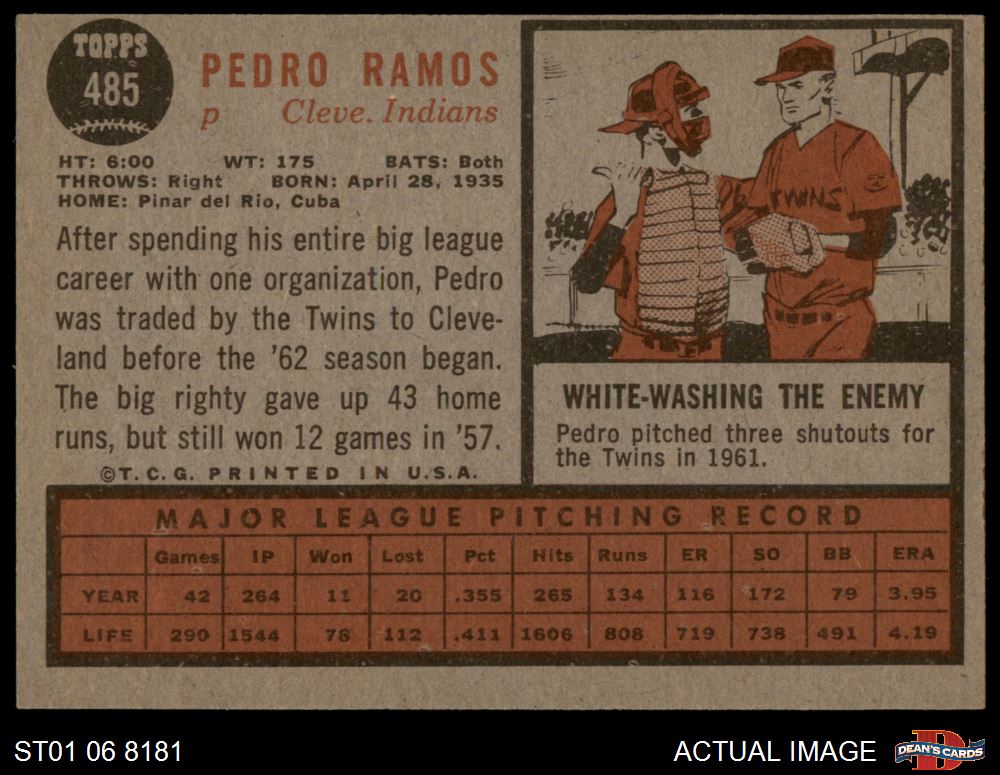 TOPPS
485
PEDRO RAMOS
p Cleve. Indians
HT: 6:00 WT: 175 BATS: Both
THROWS: Right BORN: April 28, 1935
HOME: Pinar del Rio, Cuba
After spending his entire big league
career with one organization, Pedro
was traded by the Twins to Cleve-
land before the '62 season began.
The big righty gave up 43 home
runs, but still won 12 games in '57.
©T.C.G. PRINTED IN U.S.A.
TWINS
WHITE-WASHING THE ENEMY
Pedro pitched three shutouts for
the Twins in 1961.
MAJOR LEAGUE PITCHING RECORD
Games IP Won Lost Pct Hits Runs ER SO BB ERA
YEAR 42 264 11 20 .355 265 134 116 172 79 3.95
LIFE 290 1544 78 112 .411 1606 808 719 738 491 4.19
ST01 06 8181
ACTUAL IMAGE
DEAN'S CARDS